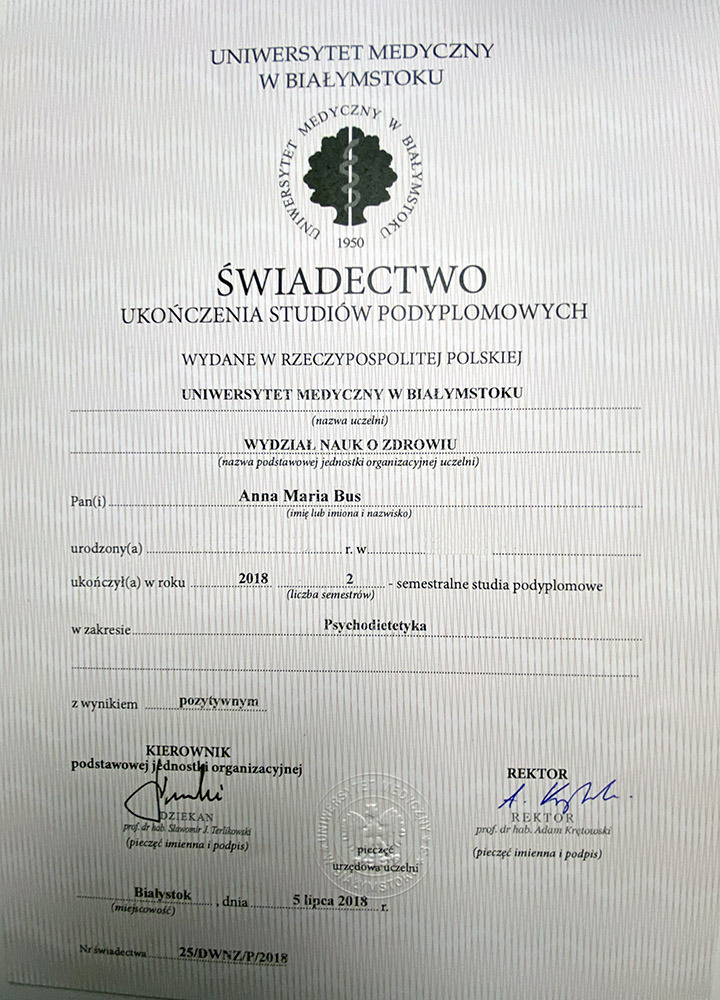 UNIWERSYTET MEDYCZNY
W BIAŁYMSTOKU
UNIWERSYTET MEDYCZNY W BIAŁYMSTOKU
1950
ŚWIADECTWO
UKOŃCZENIA STUDIÓW PODYPLOMOWYCH
WYDANE W RZECZYPOSPOLITEJ POLSKIEJ
UNIWERSYTET MEDYCZNY W BIAŁYMSTOKU
(nazwa uczelni)
WYDZIAŁ NAUK O ZDROWIU
(nazwa podstawowej jednostki organizacyjnej uczelni)
Pan(i) Anna Maria Bus
(imię lub imiona i nazwisko)
urodzony(a) r. w
ukończył(a) w roku 2018 2 - semestralne studia podyplomowe
(liczba semestrów)
w zakresie Psychodietetyka
z wynikiem pozytywnym
KIEROWNIK
podstawowej jednostki organizacyjnej
DZIEKAN
prof. dr hab. Sławomir J. Terlikowski
(pieczęć imienna i podpis)
REKTOR
REKTOR
prof. dr hab. Adam Krętowski
(pieczęć imienna i podpis)
pieczęć
urzędowa uczelni
Białystok , dnia 5 lipca 2018 r.
(miejscowość)
Nr świadectwa 25/DWNZ/P/2018